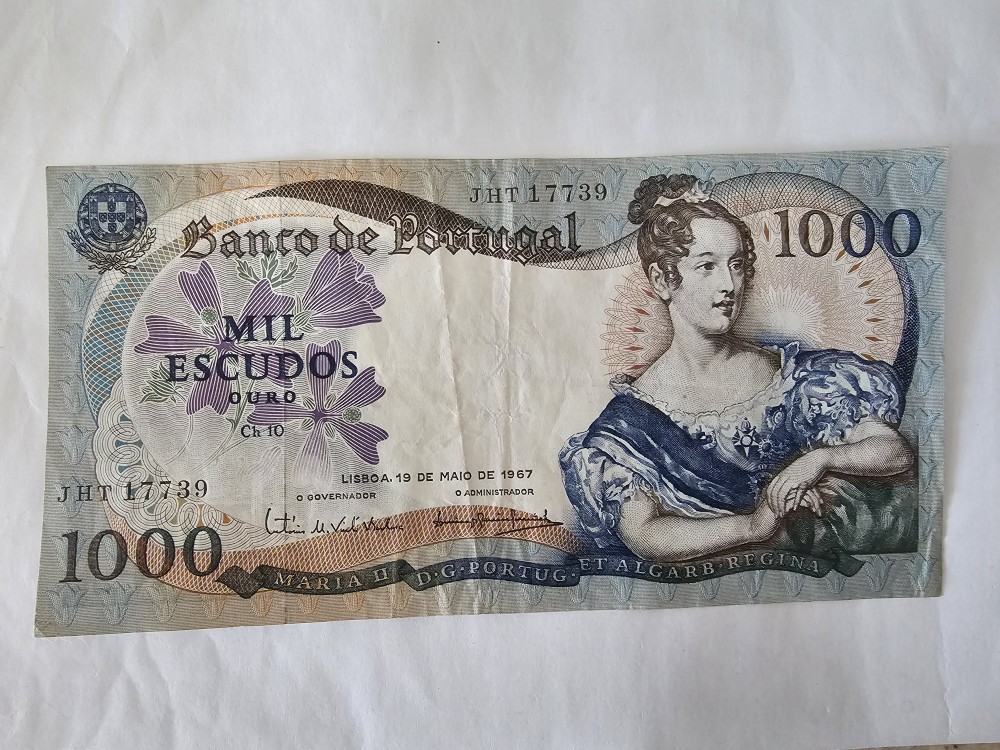 JHT 17739
Banco de Portugal
1000
MIL
ESCUDOS
OURO
Ch 10
LISBOA. 19 DE MAIO DE 1967
O GOVERNADOR O ADMINISTRADOR
JHT 17739
1000
MARIA II D·G·PORTUG· ET ALGARB·REGINA